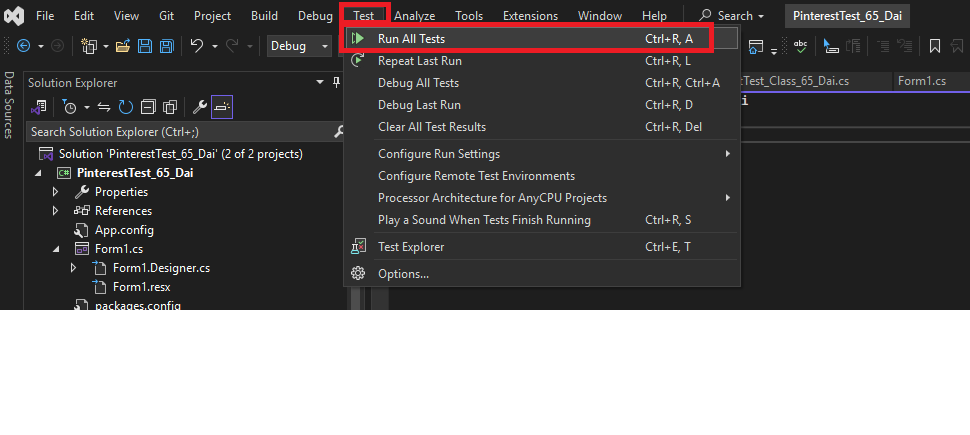 File Edit View Git Project Build Debug Test Analyze Tools Extensions Window Help Search PinterestTest_65_Dai
Debug
Run All Tests Ctrl+R, A
Repeat Last Run Ctrl+R, L
Debug All Tests Ctrl+R, Ctrl+A
Debug Last Run Ctrl+R, D
Clear All Test Results Ctrl+R, Del
Configure Run Settings
Configure Remote Test Environments
Processor Architecture for AnyCPU Projects
Play a Sound When Tests Finish Running Ctrl+R, S
Test Explorer Ctrl+E, T
Options...
Data Sources
Solution Explorer
Search Solution Explorer (Ctrl+;)
Solution 'PinterestTest_65_Dai' (2 of 2 projects)
PinterestTest_65_Dai
Properties
References
App.config
Form1.cs
Form1.Designer.cs
Form1.resx
packages.config
Test_Class_65_Dai.cs Form1.cs
i